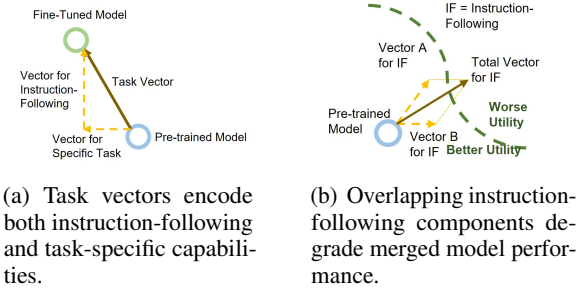 Fine-Tuned Model
Vector for
Instruction-
Following
Task Vector
Vector for
Specific Task
Pre-trained Model
(a) Task vectors encode
both instruction-following
and task-specific capabili-
ties.
IF = Instruction-
Following
Vector A
for IF
Total Vector
for IF
Pre-trained
Model
Vector B
for IF
Worse
Utility
Better Utility
(b) Overlapping instruction-
following components de-
grade merged model perfor-
mance.